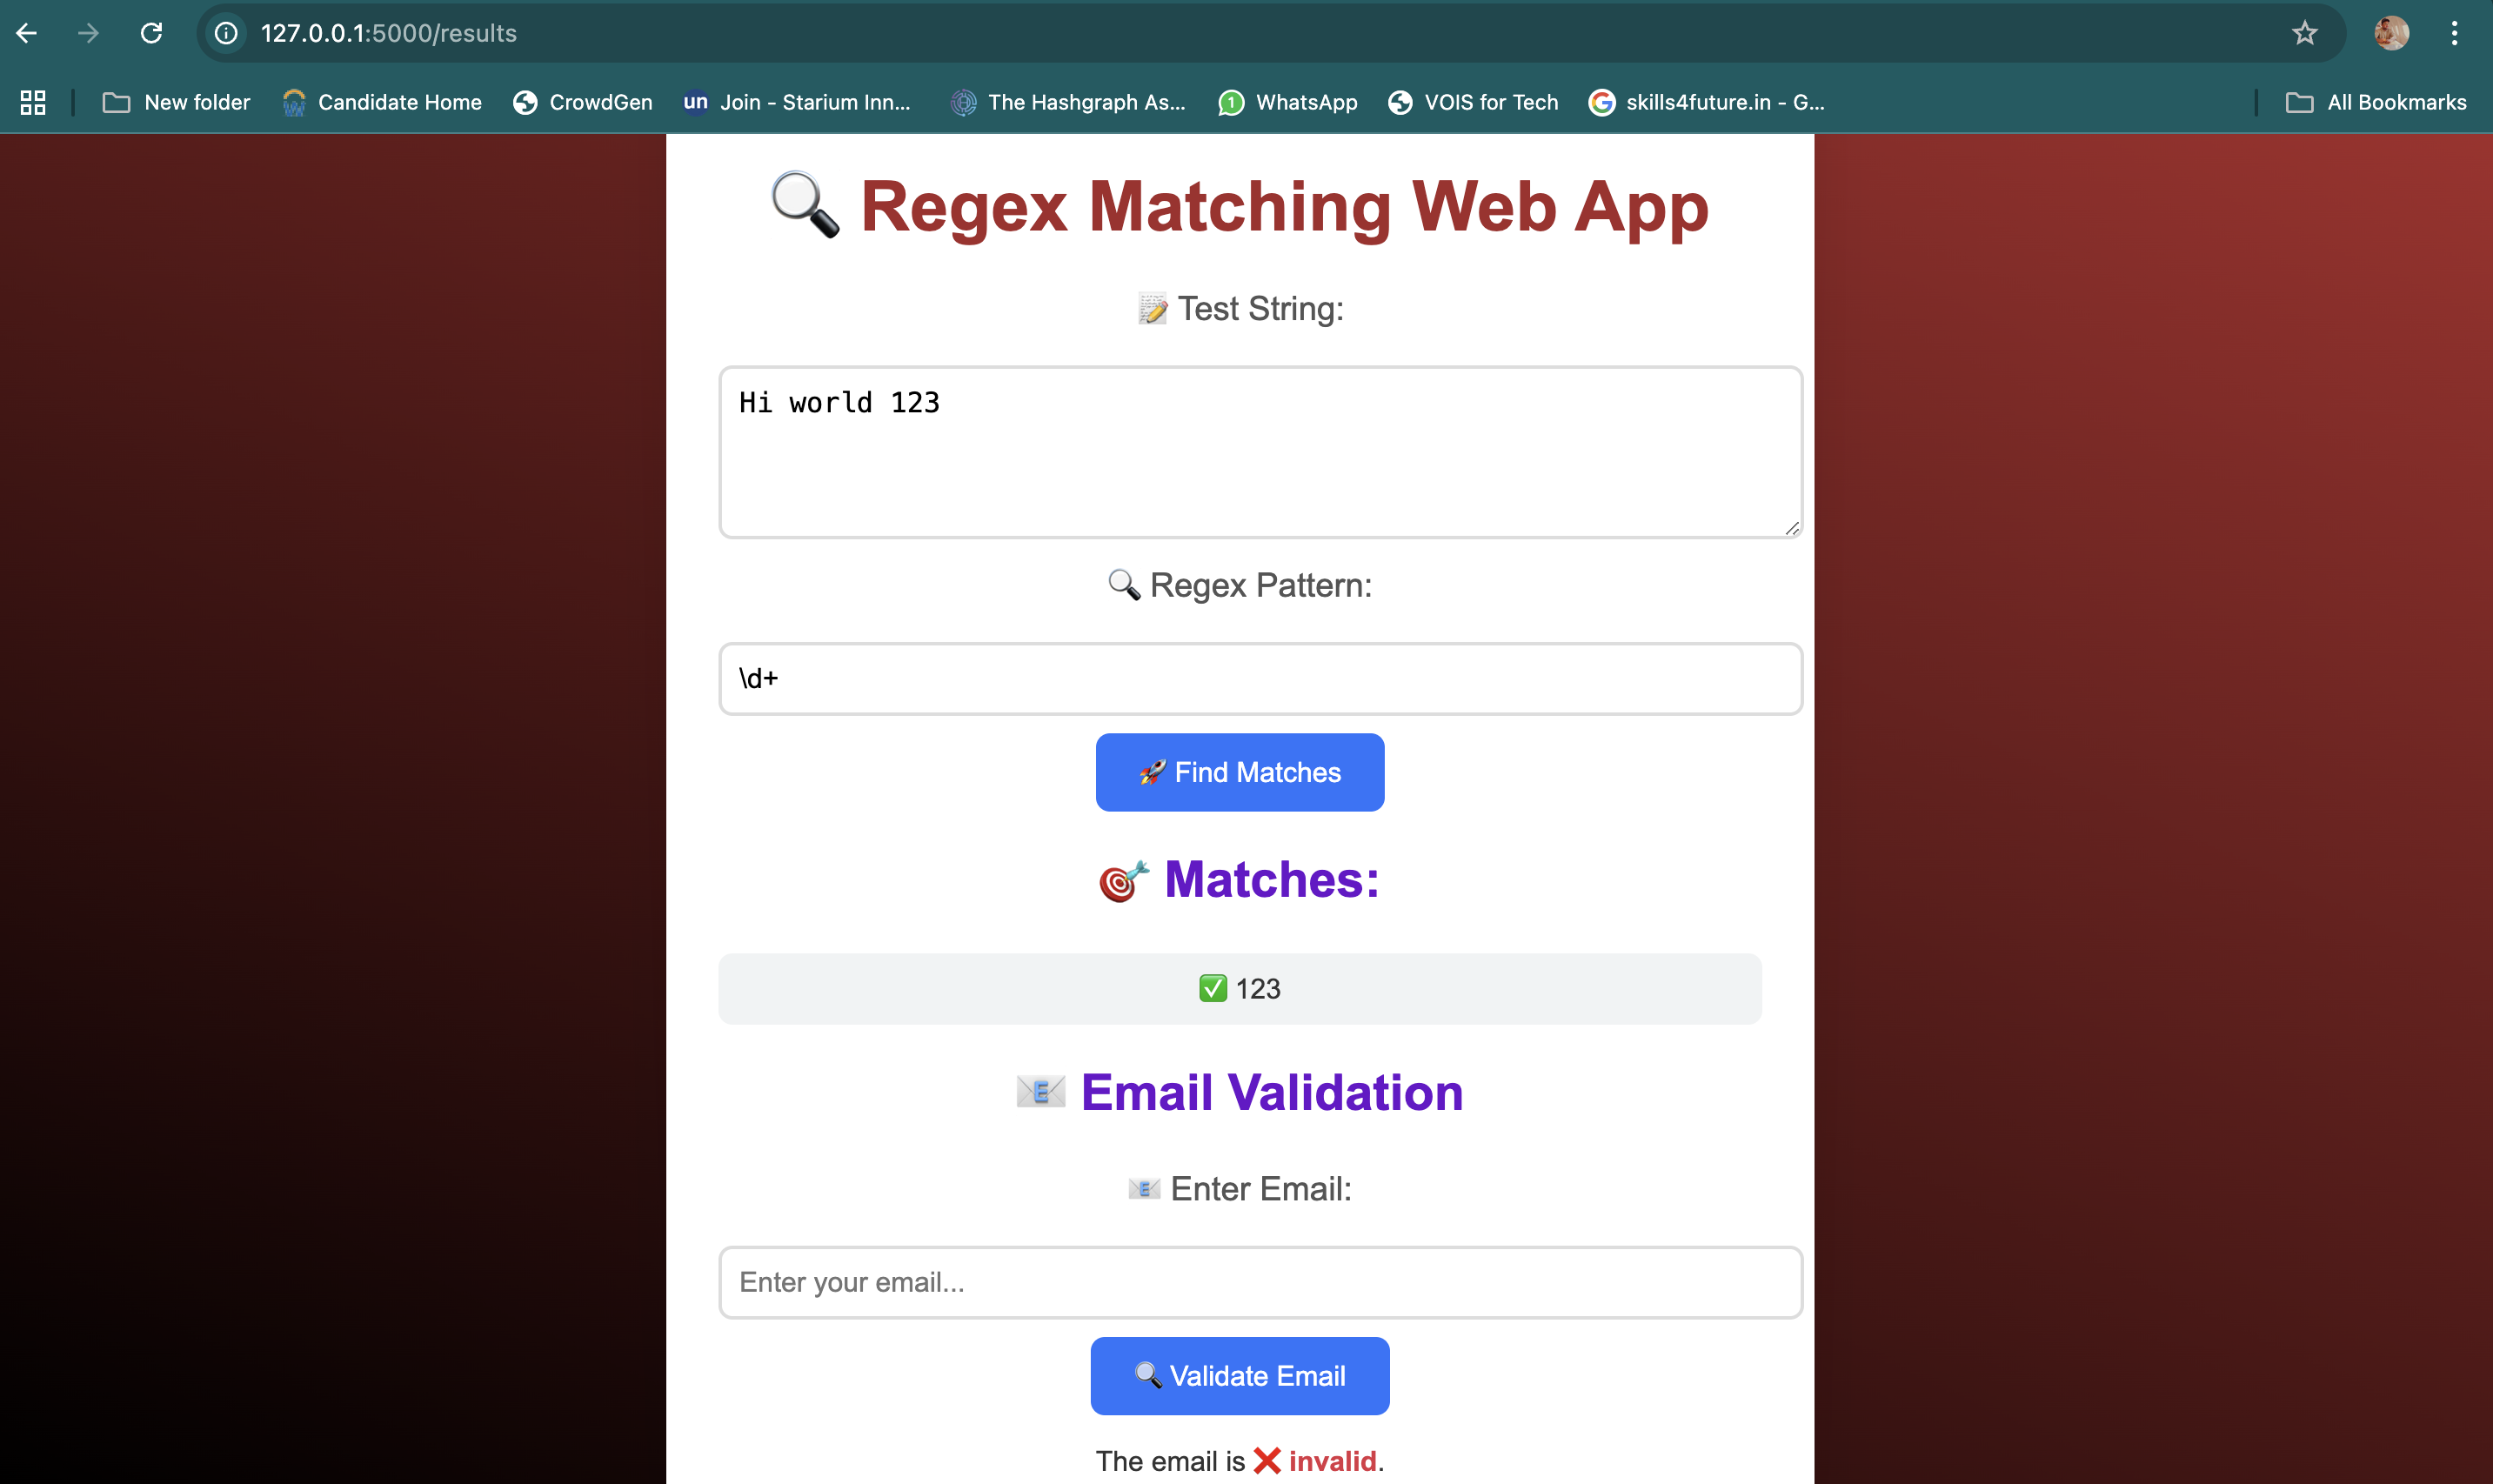 127.0.0.1:5000/results
New folder Candidate Home CrowdGen un Join - Starium Inn... The Hashgraph As... 1 WhatsApp VOIS for Tech skills4future.in - G... All Bookmarks
🔍 Regex Matching Web App
📝 Test String:
Hi world 123
🔍 Regex Pattern:
\d+
🚀 Find Matches
🎯 Matches:
✅ 123
📧 Email Validation
📧 Enter Email:
Enter your email...
🔍 Validate Email
The email is ❌ invalid.